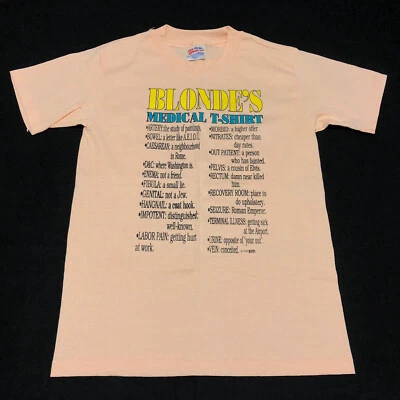 BLONDE'S
MEDICAL T-SHIRT
•ARTERY: the study of paintings.
•BOWEL: a letter like A.E.I.O.U.
•CAESAREAN: a neighbourhood
in Rome.
•D&C: where Washington is.
•ENEMA: not a friend.
•FIBULA: a small lie.
•GENITAL: not a Jew.
•HANGNAIL: a coat hook.
•IMPOTENT: distinguished
well-known.
•LABOR PAIN: getting hurt
at work.
•MORBID: a higher offer
•NITRATES: cheaper than
day rates.
•OUT PATIENT: a person
who has fainted.
•PELVIS: a cousin of Elvis.
•RECTUM: damn near killed
him.
•RECOVERY ROOM: place to
do upholstery.
•SEIZURE: Roman Emperor.
•TERMINAL ILLNESS: getting sick
at the Airport.
•URINE: opposite of "your out".
•VEIN: conceited.